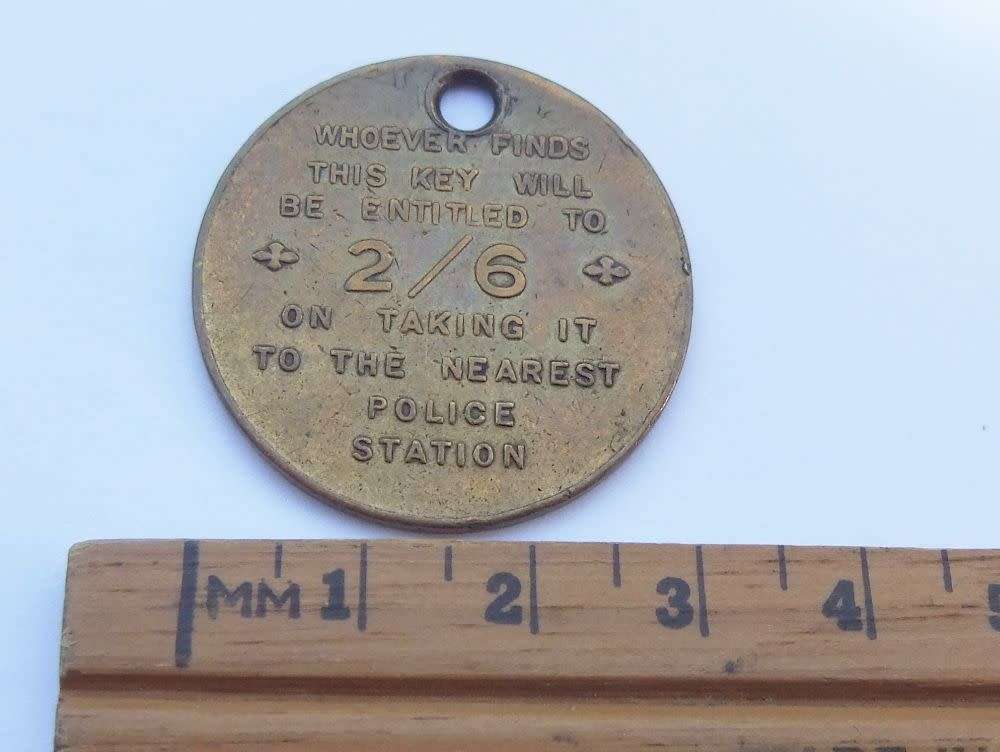 WHOEVER FINDS
THIS KEY WILL
BE ENTITLED TO
2/6
ON TAKING IT
TO THE NEAREST
POLICE
STATION
MM 1 2 3 4